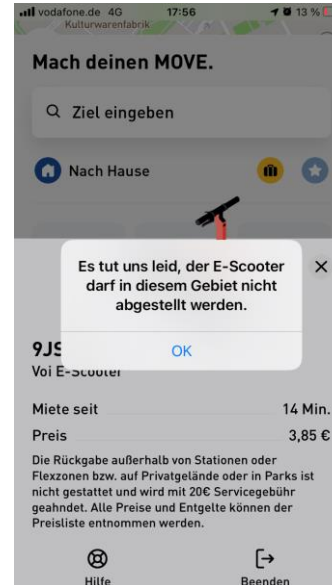 vodafone.de 4G 17:56 13 %
Kulturwarenfabrik
Mach deinen MOVE.
Ziel eingeben
Nach Hause
Es tut uns leid, der E-Scooter
darf in diesem Gebiet nicht
abgestellt werden.
OK
9JS
Voi E-Scooter
Miete seit 14 Min.
Preis 3,85 €
Die Rückgabe außerhalb von Stationen oder
Flexzonen bzw. auf Privatgelände oder in Parks ist
nicht gestattet und wird mit 20€ Servicegebühr
geahndet. Alle Preise und Entgelte können der
Preisliste entnommen werden.
Hilfe Beenden